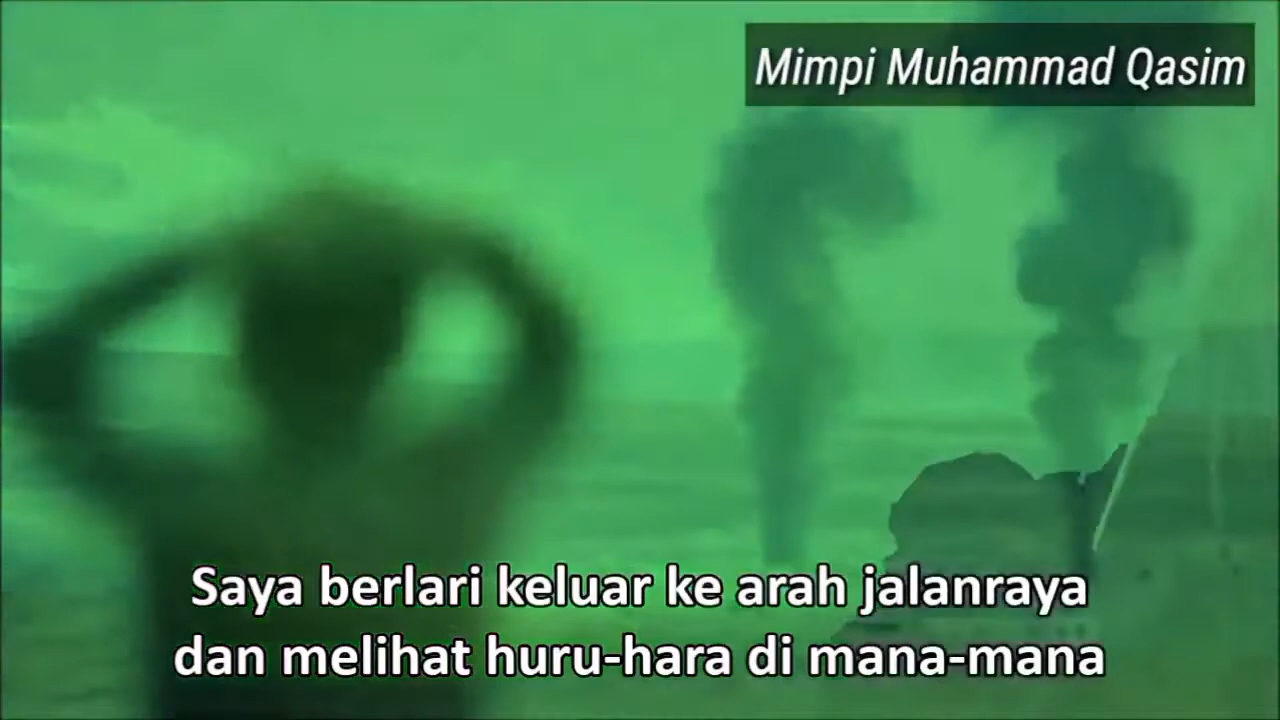 Mimpi Muhammad Qasim
Saya berlari keluar ke arah jalanraya
dan melihat huru-hara di mana-mana